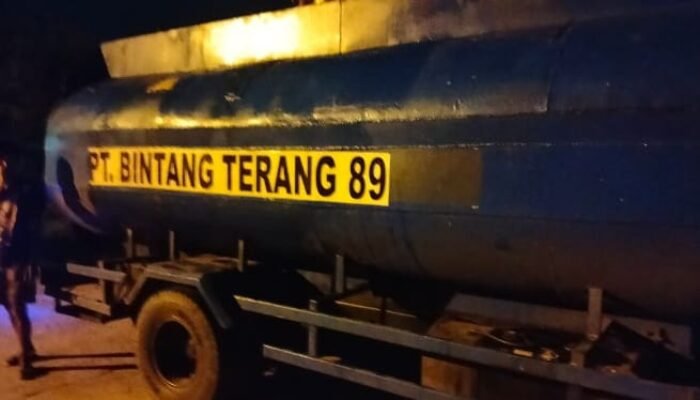 PT. BINTANG TERANG 89